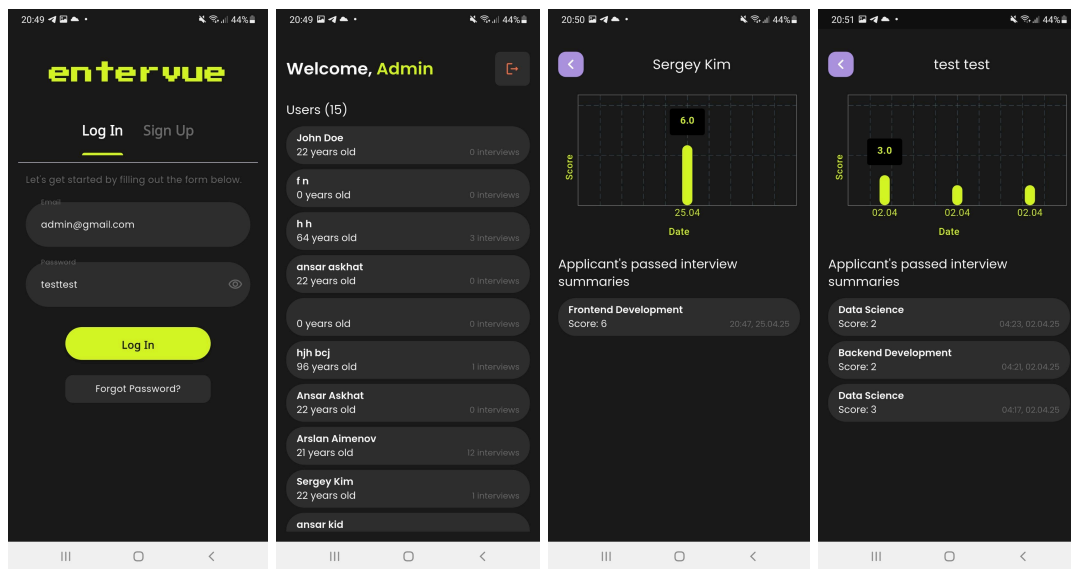 20:49
44%
entervue
Log In Sign Up
Let's get started by filling out the form below.
Email
admin@gmail.com
Password
testtest
Log In
Forgot Password?
20:49
44%
Welcome, Admin
Users (15)
John Doe
22 years old 0 interviews
f n
0 years old 0 interviews
h h
64 years old 3 interviews
ansar askhat
22 years old 0 interviews
0 years old 0 interviews
hjh bcj
96 years old 1 interviews
Ansar Askhat
22 years old 0 interviews
Arslan Aimenov
21 years old 12 interviews
Sergey Kim
22 years old 1 interviews
ansar kid
20:50
44%
Sergey Kim
6.0
Score
25.04
Date
Applicant's passed interview
summaries
Frontend Development
Score: 6 20:47, 25.04.25
20:51
44%
test test
3.0
Score
02.04 02.04 02.04
Date
Applicant's passed interview
summaries
Data Science
Score: 2 04:23, 02.04.25
Backend Development
Score: 2 04:21, 02.04.25
Data Science
Score: 3 04:17, 02.04.25